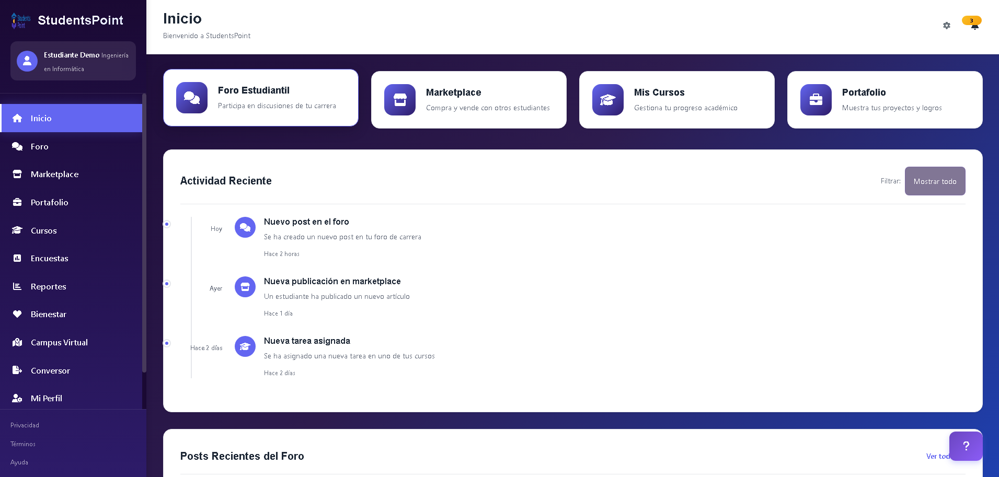 Students
Point
StudentsPoint
Estudiante Demo Ingeniería
en Informática
Inicio
Foro
Marketplace
Portafolio
Cursos
Encuestas
Reportes
Bienestar
Campus Virtual
Conversor
Mi Perfil
Privacidad
Términos
Ayuda
Inicio
Bienvenido a StudentsPoint
3
Foro Estudiantil
Participa en discusiones de tu carrera
Marketplace
Compra y vende con otros estudiantes
Mis Cursos
Gestiona tu progreso académico
Portafolio
Muestra tus proyectos y logros
Actividad Reciente
Filtrar:
Mostrar todo
Hoy
Nuevo post en el foro
Se ha creado un nuevo post en tu foro de carrera
Hace 2 horas
Ayer
Nueva publicación en marketplace
Un estudiante ha publicado un nuevo artículo
Hace 1 día
Hace 2 días
Nueva tarea asignada
Se ha asignado una nueva tarea en uno de tus cursos
Hace 2 días
Posts Recientes del Foro
Ver tod
?